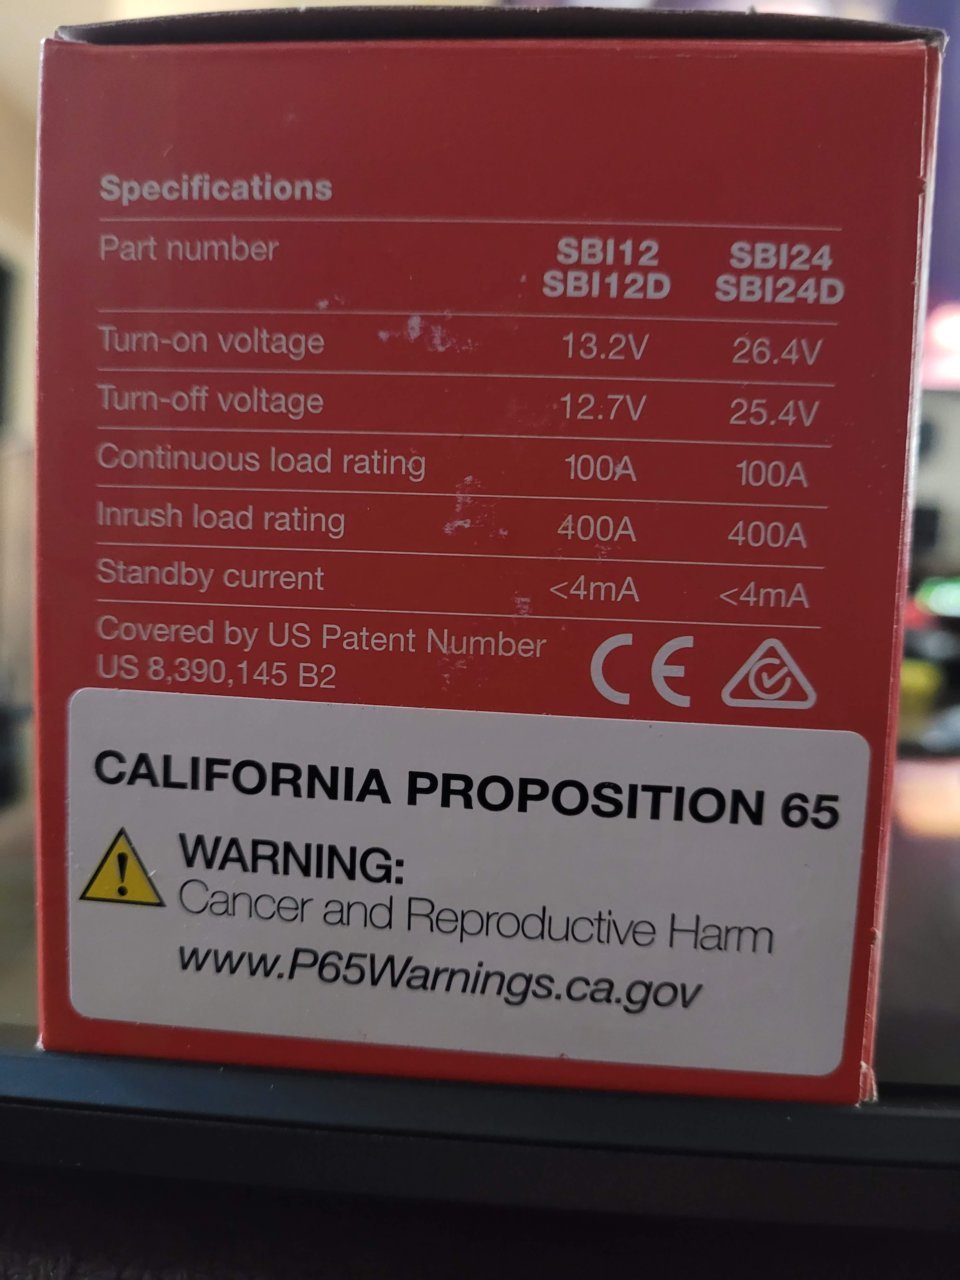 Specifications
Part number SBI12 SBI24
SBI12D SBI24D
Turn-on voltage 13.2V 26.4V
Turn-off voltage 12.7V 25.4V
Continuous load rating 100A 100A
Inrush load rating 400A 400A
Standby current <4mA <4mA
Covered by US Patent Number
US 8,390,145 B2
CE
CALIFORNIA PROPOSITION 65
WARNING:
Cancer and Reproductive Harm
www.P65Warnings.ca.gov